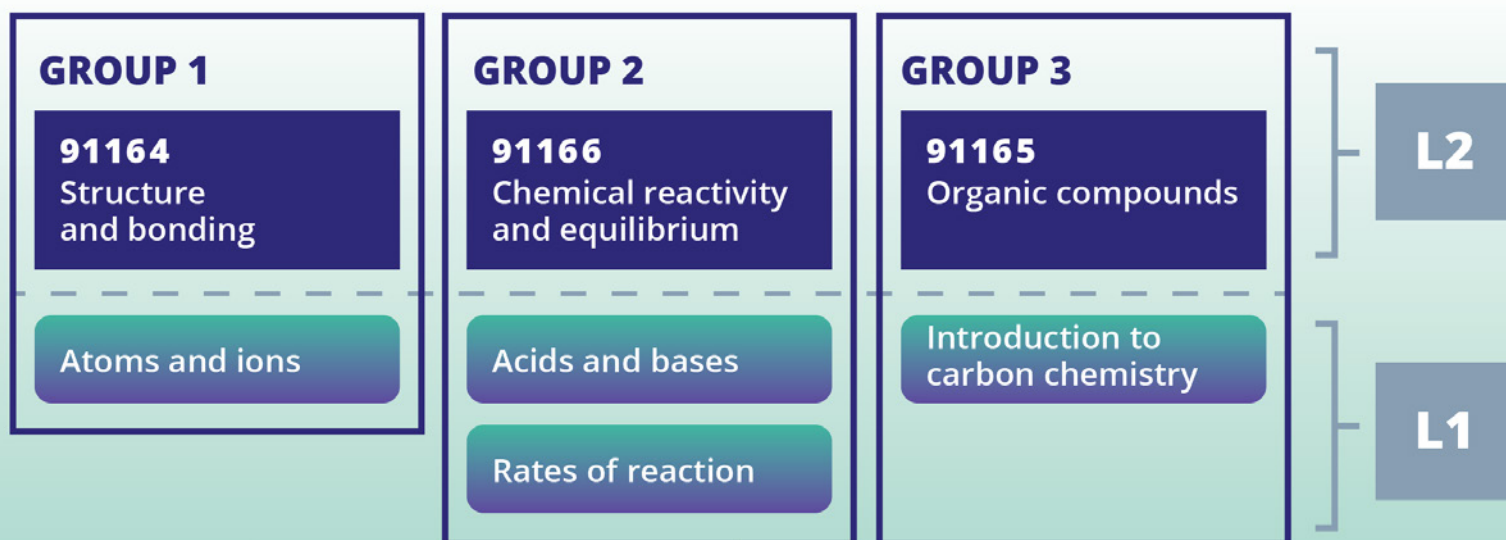 GROUP 1
91164
Structure
and bonding
Atoms and ions
GROUP 2
91166
Chemical reactivity
and equilibrium
Acids and bases
Rates of reaction
GROUP 3
91165
Organic compounds
Introduction to
carbon chemistry
L2
L1